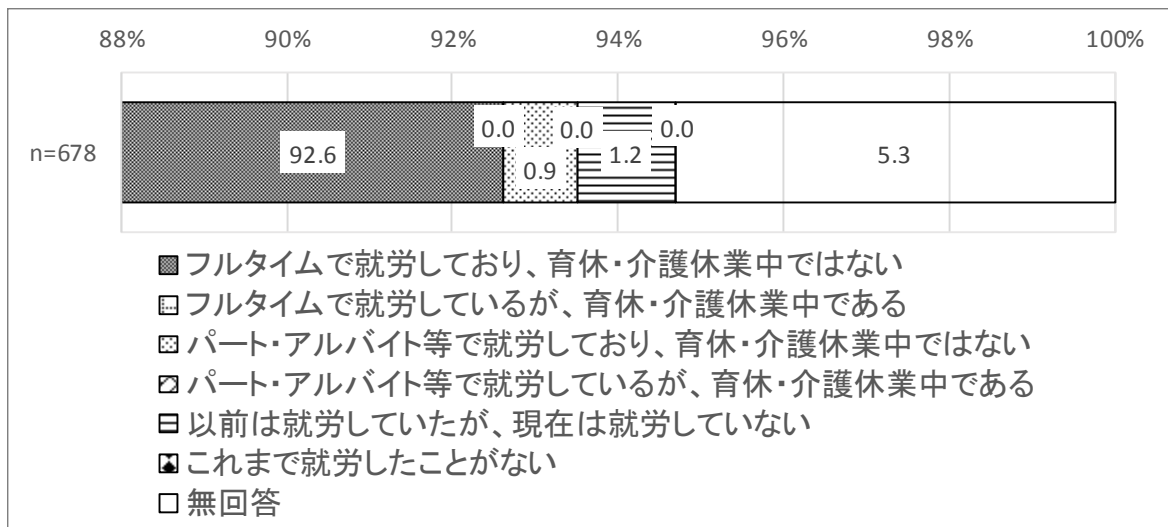 88% 90% 92% 94% 96% 98% 100%
0.0 0.0 0.0
n=678 92.6 0.9 1.2 5.3
フルタイムで就労しており、育休・介護休業中ではない
フルタイムで就労しているが、育休・介護休業中である
パート・アルバイト等で就労しており、育休・介護休業中ではない
パート・アルバイト等で就労しているが、育休・介護休業中である
以前は就労していたが、現在は就労していない
これまで就労したことがない
無回答